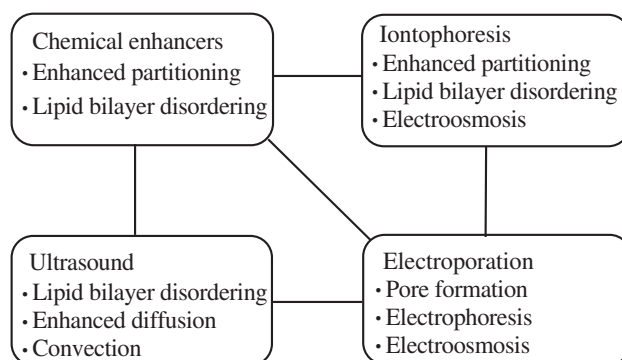 Chemical enhancers
• Enhanced partitioning
• Lipid bilayer disordering
Iontophoresis
• Enhanced partitioning
• Lipid bilayer disordering
• Electroosmosis
Ultrasound
• Lipid bilayer disordering
• Enhanced diffusion
• Convection
Electroporation
• Pore formation
• Electrophoresis
• Electroosmosis